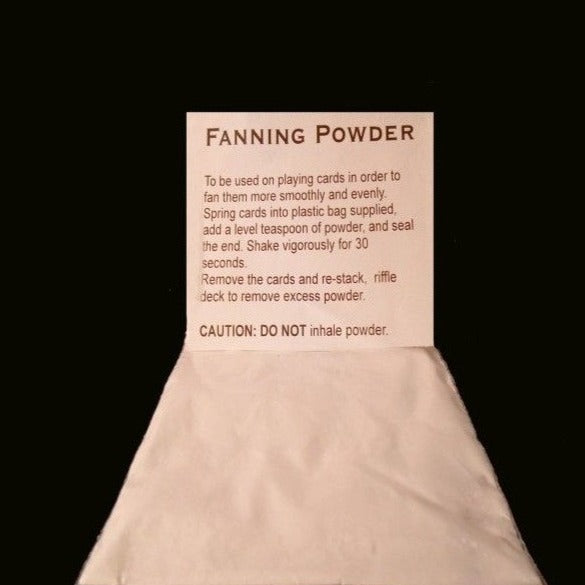 FANNING POWDER
To be used on playing cards in order to
fan them more smoothly and evenly.
Spring cards into plastic bag supplied,
add a level teaspoon of powder, and seal
the end. Shake vigorously for 30
seconds.
Remove the cards and re-stack, riffle
deck to remove excess powder.
CAUTION: DO NOT inhale powder.